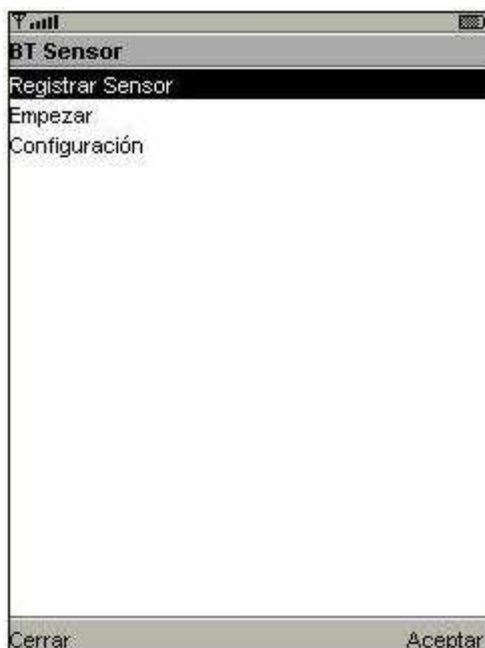 BT Sensor
Registrar Sensor
Empezar
Configuración
Cerrar Aceptar